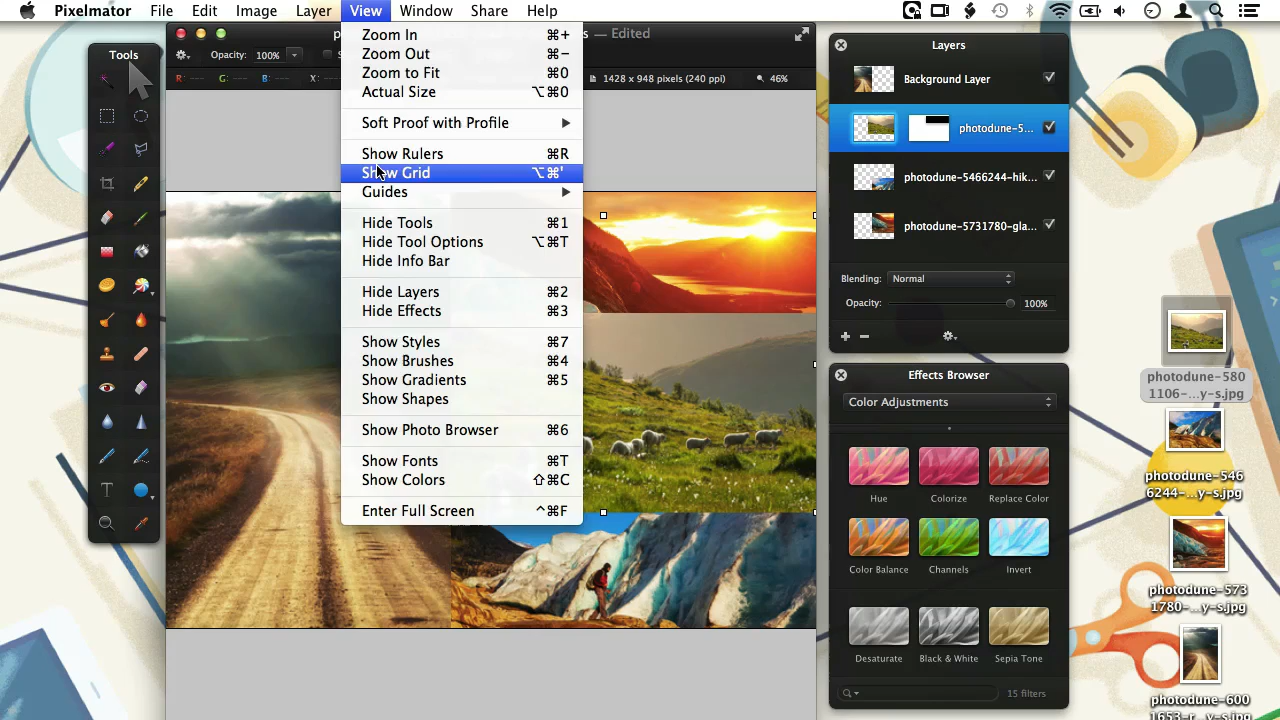 Pixelmator File Edit Image Layer View Window Share Help
Tools
s — Edited
Opacity: 100%
R: G: B: X:
1428 x 948 pixels (240 ppi) 46%
Zoom In ⌘+
Zoom Out ⌘−
Zoom to Fit ⌘0
Actual Size ⌥⌘0
Soft Proof with Profile
Show Rulers ⌘R
Show Grid ⌥⌘'
Guides
Hide Tools ⌘1
Hide Tool Options ⌥⌘T
Hide Info Bar
Hide Layers ⌘2
Hide Effects ⌘3
Show Styles ⌘7
Show Brushes ⌘4
Show Gradients ⌘5
Show Shapes
Show Photo Browser ⌘6
Show Fonts ⌘T
Show Colors ⇧⌘C
Enter Full Screen ^⌘F
Layers
Background Layer
photodune-5...
photodune-5466244-hik...
photodune-5731780-gla...
Blending: Normal
Opacity: 100%
Effects Browser
Color Adjustments
Hue Colorize Replace Color
Color Balance Channels Invert
Desaturate Black & White Sepia Tone
15 filters
photodune-580
1106-...y-s.jpg
photodune-546
6244-...y-s.jpg
photodune-573
1780-...y-s.jpg
photodune-600
1653-r...y-s.jpg